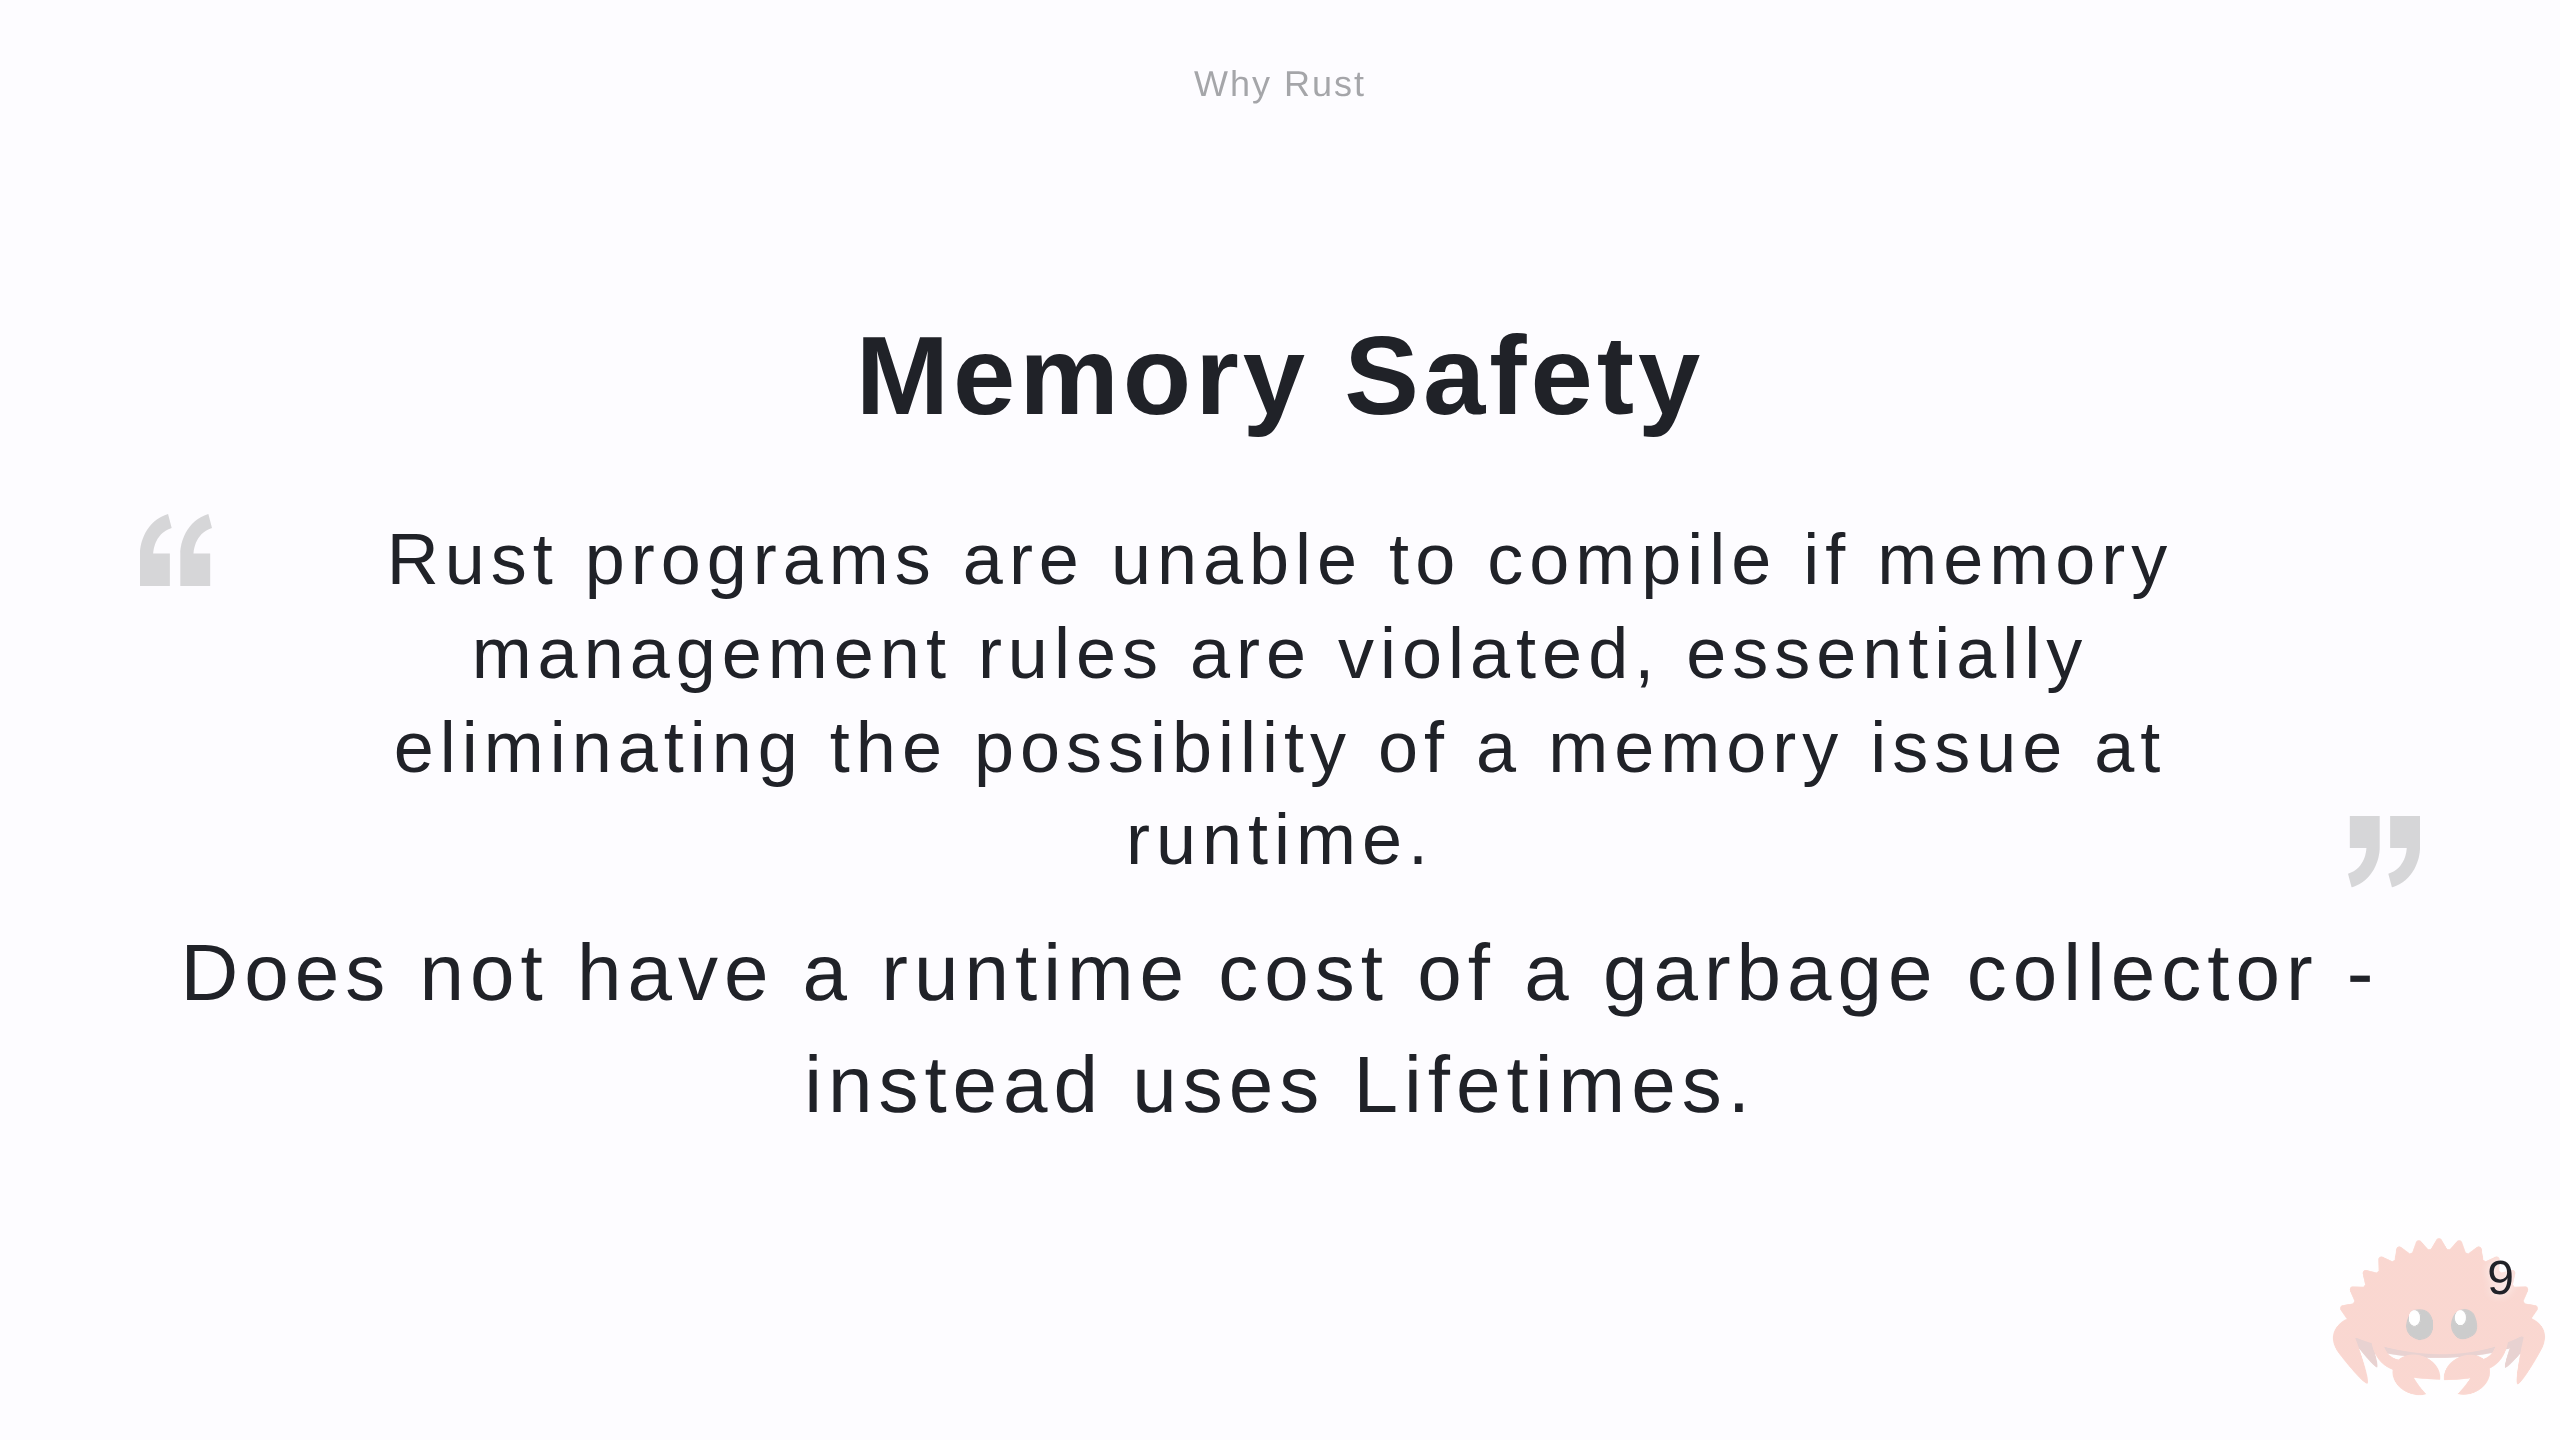 Why Rust
Memory Safety
“
Rust programs are unable to compile if memory
management rules are violated, essentially
eliminating the possibility of a memory issue at
runtime.
”
Does not have a runtime cost of a garbage collector -
instead uses Lifetimes.
9